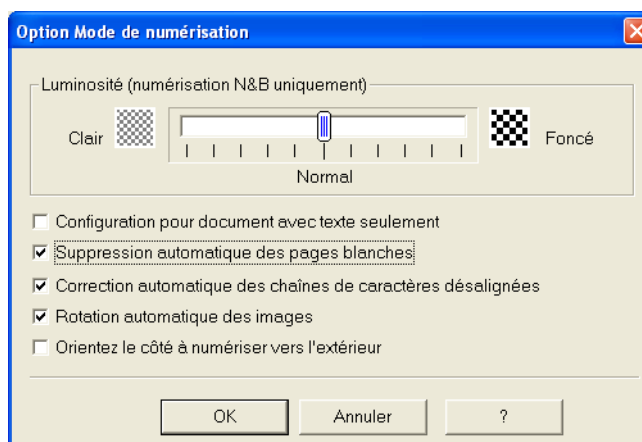 Option Mode de numérisation
Luminosité (numérisation N&B uniquement)
Clair
Foncé
Normal
Configuration pour document avec texte seulement
Suppression automatique des pages blanches
Correction automatique des chaînes de caractères désalignées
Rotation automatique des images
Orientez le côté à numériser vers l'extérieur
OK Annuler ?